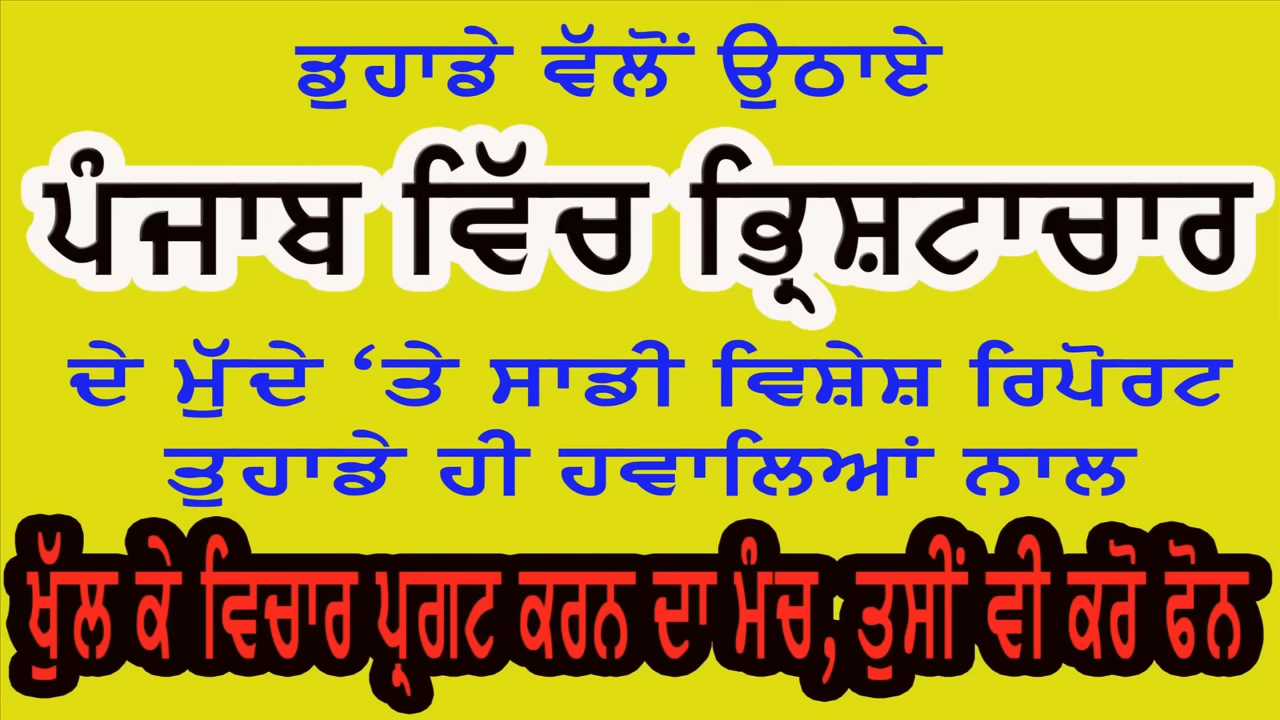 ਡੁਹਾਡੇ ਵੱਲੋਂ ਉਠਾਏ
ਪੰਜਾਬ ਵਿੱਚ ਭ੍ਰਿਸ਼ਟਾਚਾਰ
ਦੇ ਮੁੱਦੇ ‘ਤੇ ਸਾਡੀ ਵਿਸ਼ੇਸ਼ ਰਿਪੋਰਟ
ਤੁਹਾਡੇ ਹੀ ਹਵਾਲਿਆਂ ਨਾਲ
ਖੁੱਲ ਕੇ ਵਿਚਾਰ ਪ੍ਰਗਟ ਕਰਨ ਦਾ ਮੰਚ, ਤੁਸੀਂ ਵੀ ਕਰੋ ਫੋਨ